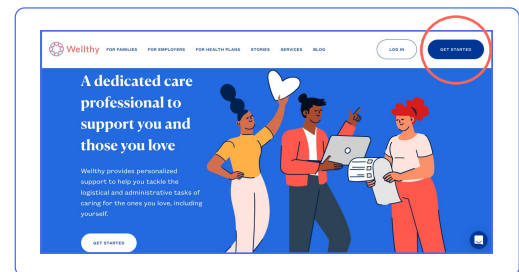 Wellthy FOR FAMILIES FOR EMPLOYERS FOR HEALTH PLANS STORIES SERVICES BLOG LOG IN GET STARTED
A dedicated care
professional to
support you and
those you love
Wellthy provides personalized
support to help you tackle the
logistical and administrative tasks of
caring for the ones you love, including
yourself.
GET STARTED